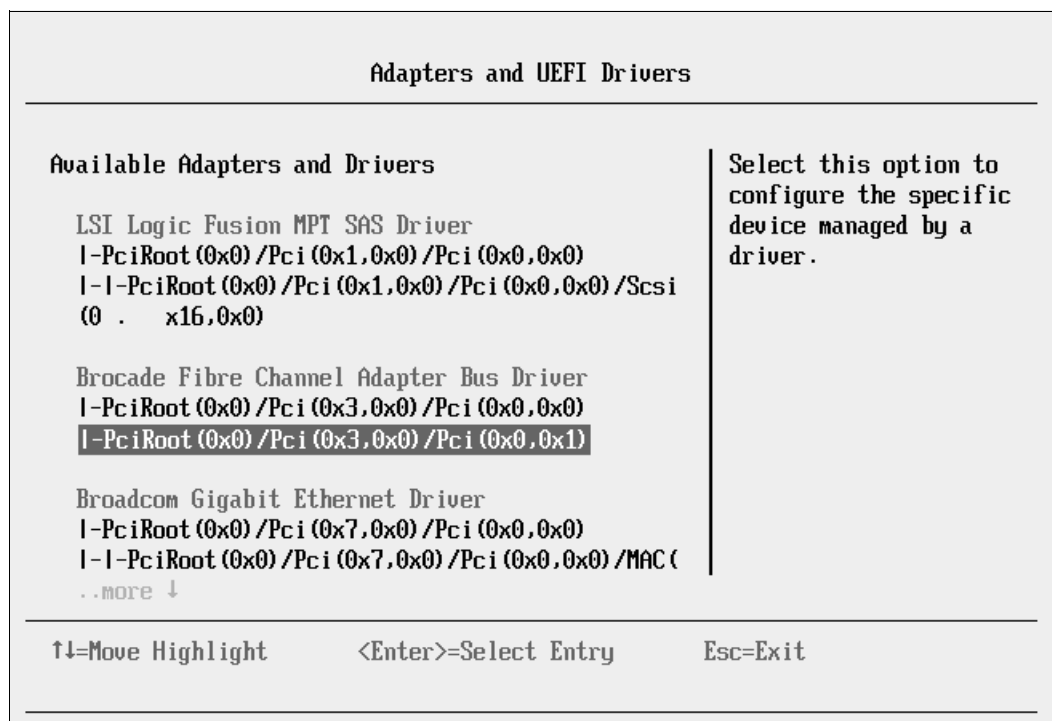 Adapters and UEFI Drivers
Available Adapters and Drivers
LSI Logic Fusion MPT SAS Driver
|-PciRoot(0x0)/Pci(0x1,0x0)/Pci(0x0,0x0)
|-|-PciRoot(0x0)/Pci(0x1,0x0)/Pci(0x0,0x0)/Scsi
(0 .   x16,0x0)
Brocade Fibre Channel Adapter Bus Driver
|-PciRoot(0x0)/Pci(0x3,0x0)/Pci(0x0,0x0)
|-PciRoot(0x0)/Pci(0x3,0x0)/Pci(0x0,0x1)
Broadcom Gigabit Ethernet Driver
|-PciRoot(0x0)/Pci(0x7,0x0)/Pci(0x0,0x0)
|-|-PciRoot(0x0)/Pci(0x7,0x0)/Pci(0x0,0x0)/MAC(
..more ↓
Select this option to
configure the specific
device managed by a
driver.
↑↓=Move Highlight <Enter>=Select Entry Esc=Exit